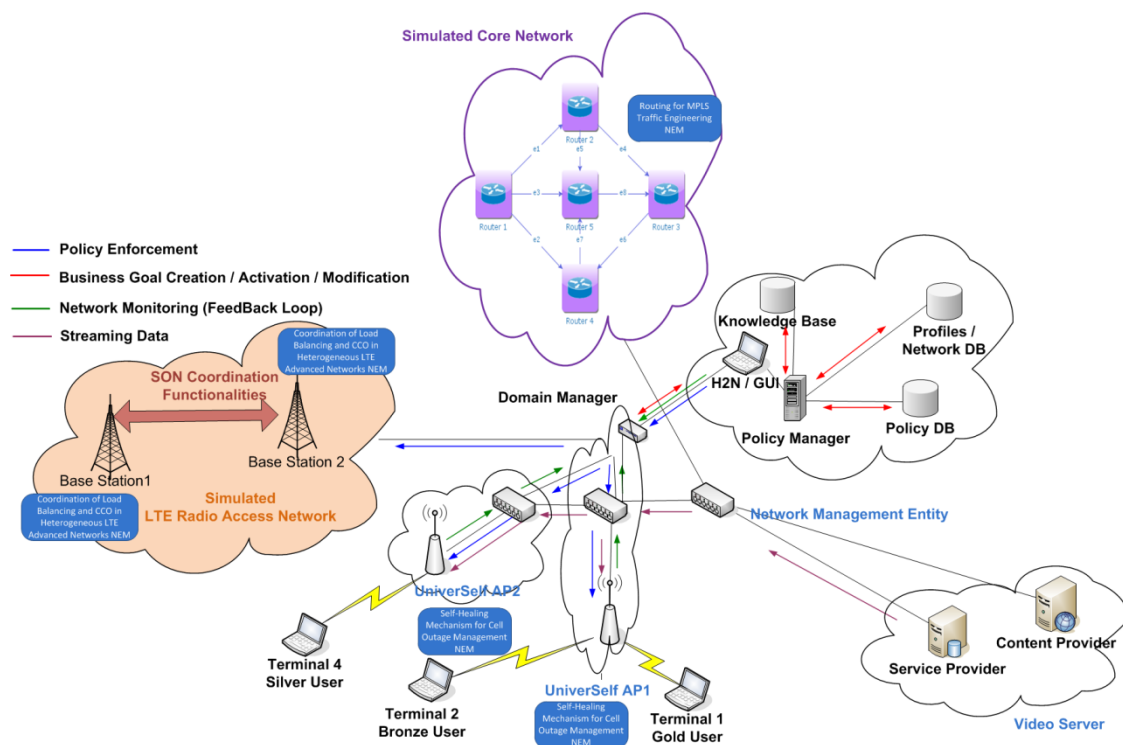 Simulated Core Network
Routing for MPLS
Traffic Engineering
NEM
Router 2
e1
e5
e4
e3
e8
Router 1
Router 5
Router 3
e2
e7
e6
Router 4
Policy Enforcement
Business Goal Creation / Activation / Modification
Network Monitoring (FeedBack Loop)
Streaming Data
Coordination of Load
Balancing and CCO in
Heterogeneous LTE
Advanced Networks NEM
SON Coordination
Functionalities
Base Station 2
Base Station1
Simulated
LTE Radio Access Network
Coordination of Load
Balancing and CCO in
Heterogeneous LTE
Advanced Networks NEM
Knowledge Base
Profiles /
Network DB
H2N / GUI
Policy Manager
Policy DB
Domain Manager
Network Management Entity
UniverSelf AP2
Self-Healing
Mechanism for Cell
Outage Management
NEM
Terminal 4
Silver User
Terminal 2
Bronze User
UniverSelf AP1
Self-Healing
Mechanism for Cell
Outage Management
NEM
Terminal 1
Gold User
Content Provider
Service Provider
Video Server